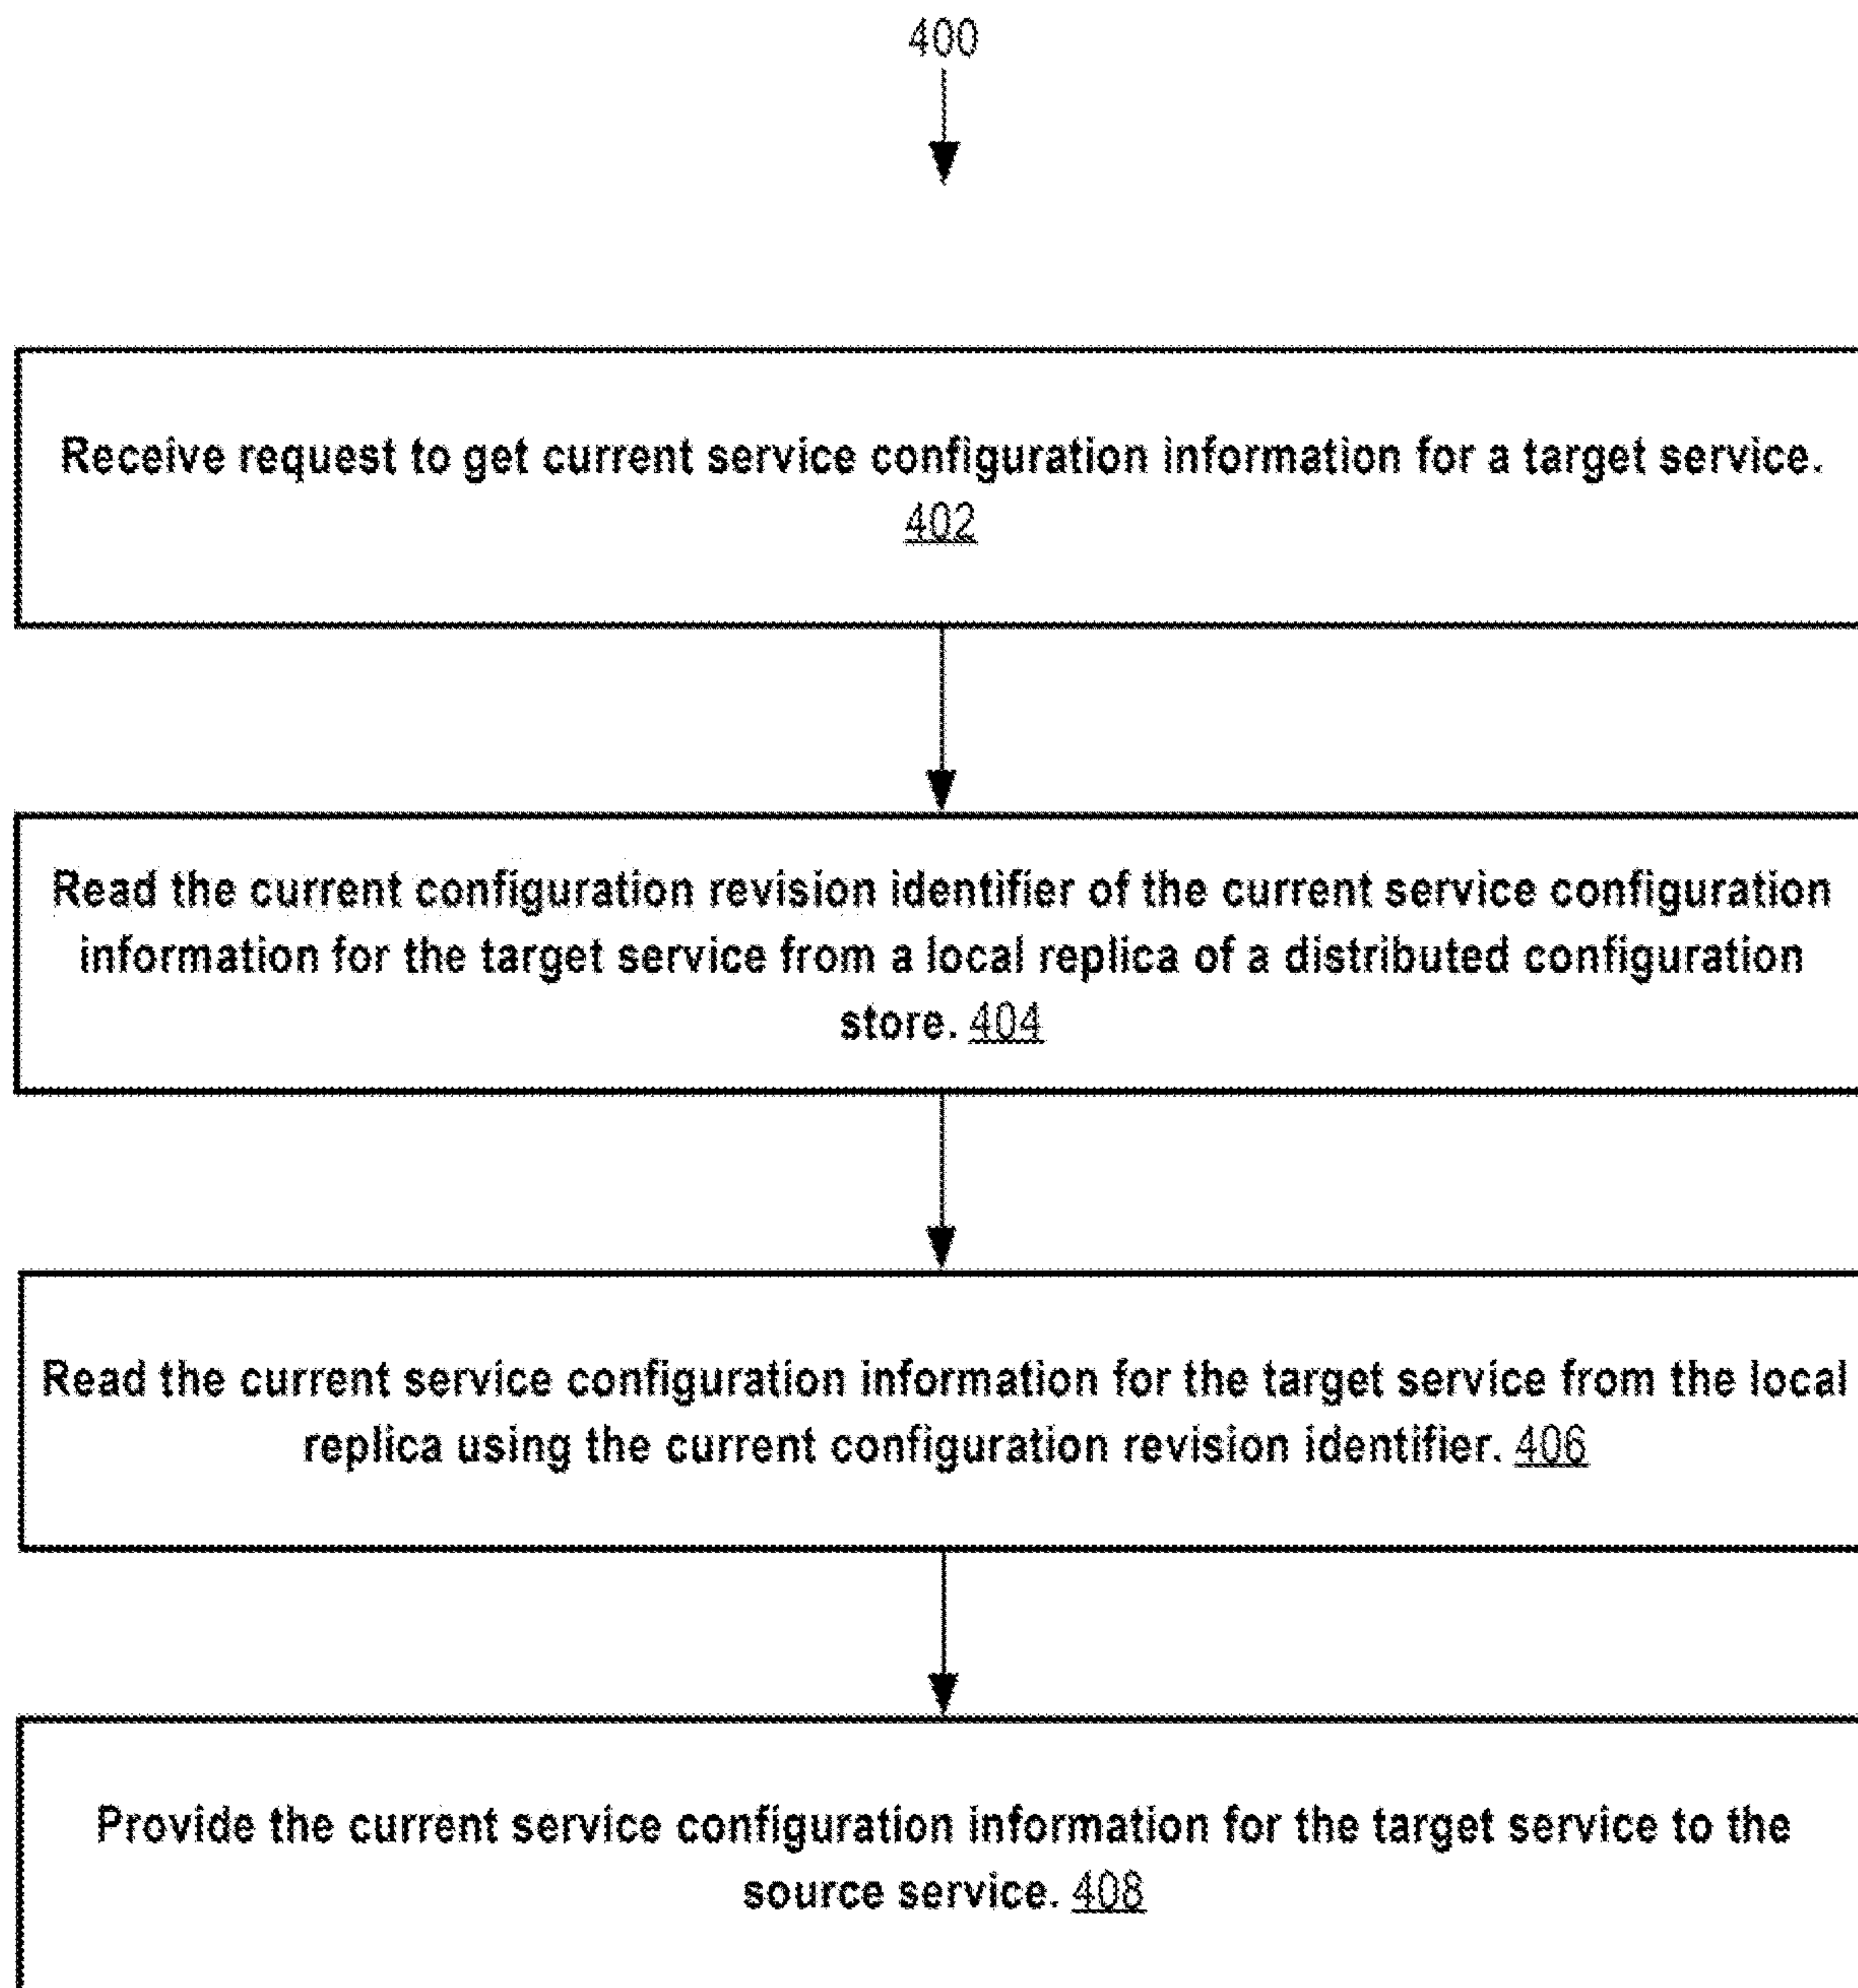 400
Receive request to get current service configuration information for a target service.
402
Read the current configuration revision identifier of the current service configuration
information for the target service from a local replica of a distributed configuration
store. 404
Read the current service configuration information for the target service from the local
replica using the current configuration revision identifier. 406
Provide the current service configuration information for the target service to the
source service. 408